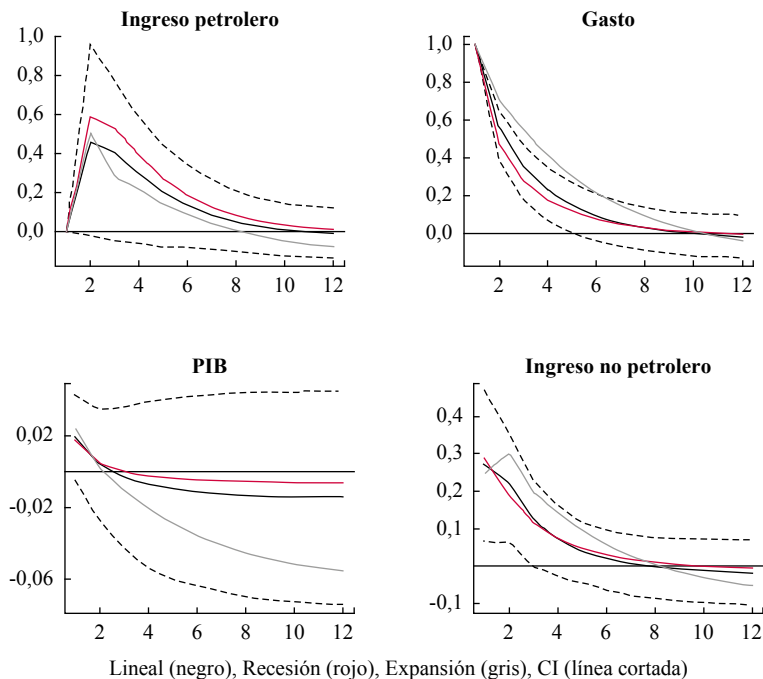 Ingreso petrolero
1,0
0,8
0,6
0,4
0,2
0,0
2 4 6 8 10 12
Gasto
1,0
0,8
0,6
0,4
0,2
0,0
2 4 6 8 10 12
PIB
0,02
-0,02
-0,06
2 4 6 8 10 12
Ingreso no petrolero
0,4
0,3
0,2
0,1
-0,1
2 4 6 8 10 12
Lineal (negro), Recesión (rojo), Expansión (gris), CI (línea cortada)